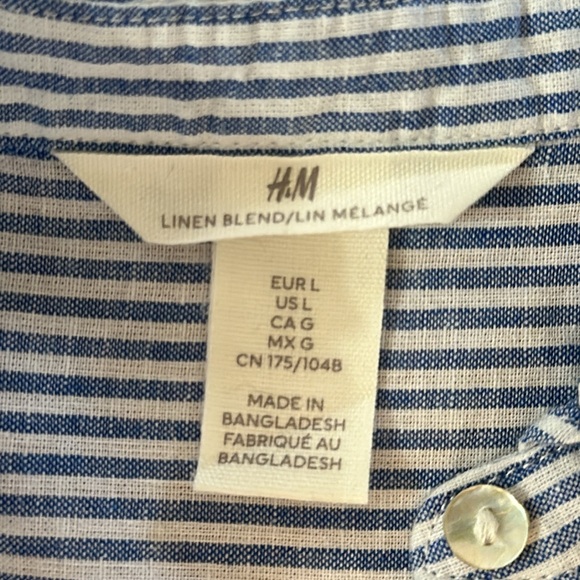 H&M
LINEN BLEND/LIN MÉLANGÉ
EUR L
US L
CA G
MX G
CN 175/104B
MADE IN
BANGLADESH
FABRIQUÉ AU
BANGLADESH